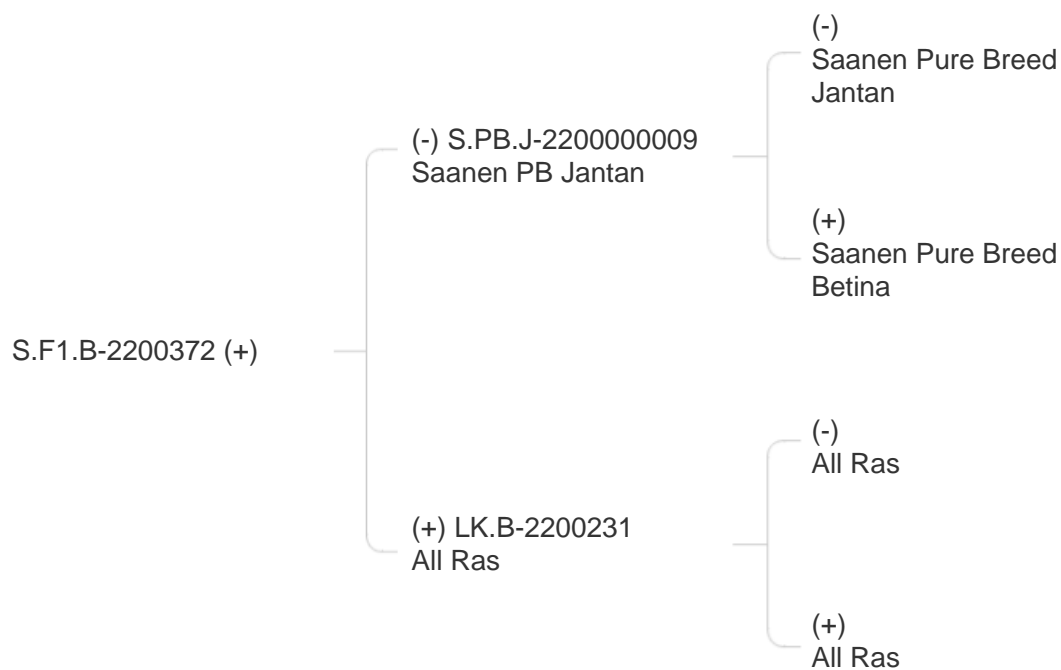 (-)
Saanen Pure Breed
Jantan
(-) S.PB.J-2200000009
Saanen PB Jantan
(+)
Saanen Pure Breed
Betina
S.F1.B-2200372 (+)
(-)
All Ras
(+) LK.B-2200231
All Ras
(+)
All Ras